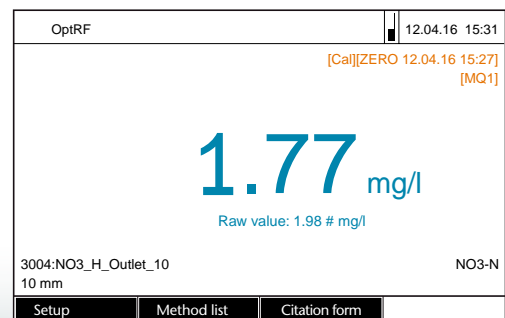 OptRF 12.04.16 15:31
[Cal][ZERO 12.04.16 15:27]
[MQ1]
1.77 mg/l
Raw value: 1.98 # mg/l
3004:NO3_H_Outlet_10 NO3-N
10 mm
Setup Method list Citation form